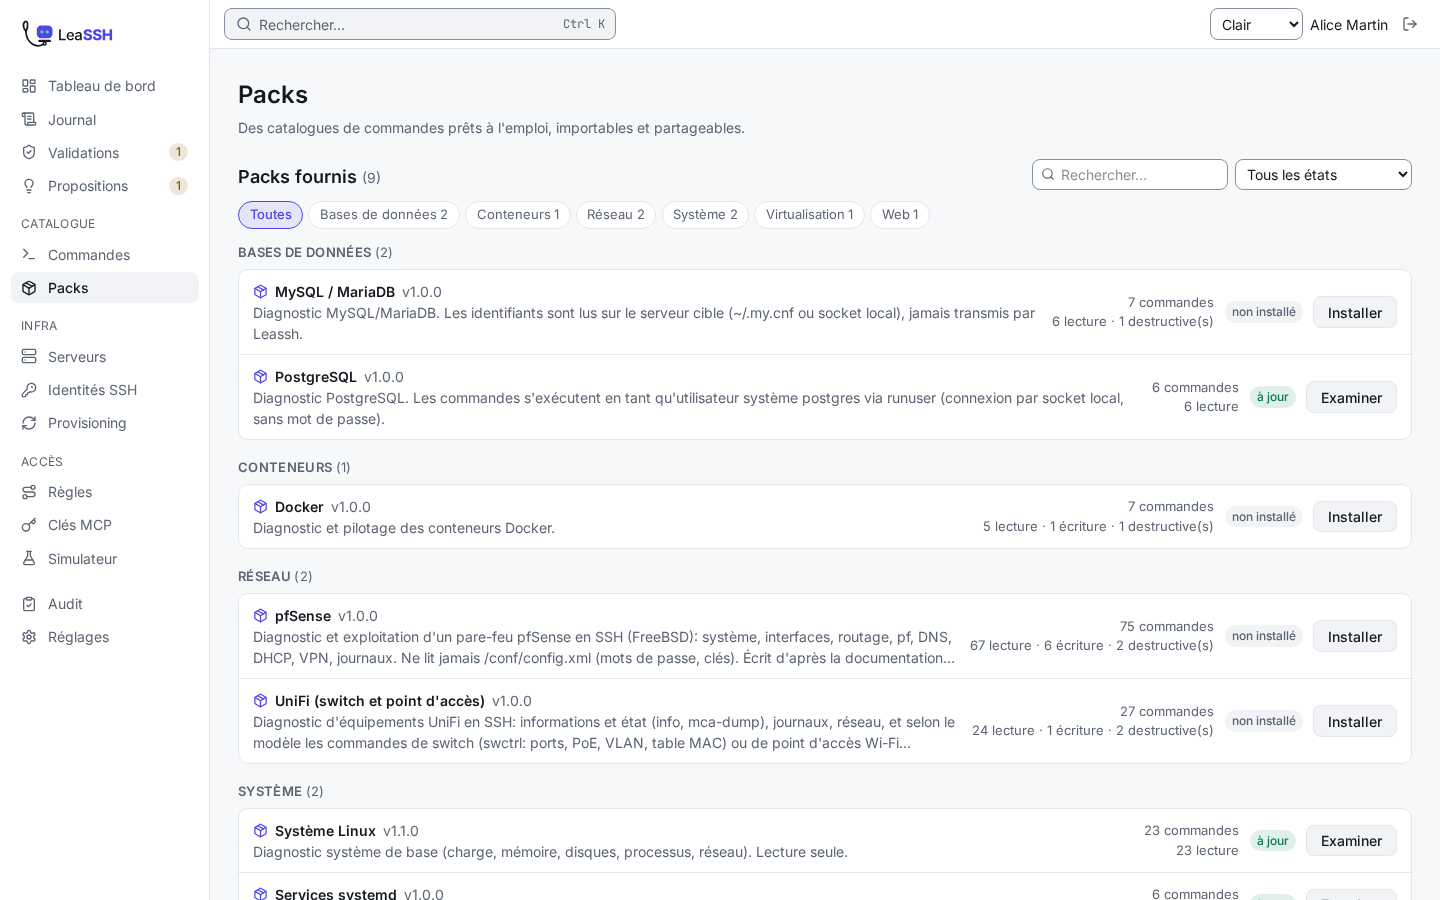 LeaSSH
Rechercher... Ctrl K
Clair
Alice Martin
Tableau de bord
Journal
Validations 1
Propositions 1
CATALOGUE
Commandes
Packs
INFRA
Serveurs
Identités SSH
Provisioning
ACCÈS
Règles
Clés MCP
Simulateur
Audit
Réglages
Packs
Des catalogues de commandes prêts à l'emploi, importables et partageables.
Packs fournis (9)
Rechercher...
Tous les états
Toutes
Bases de données 2
Conteneurs 1
Réseau 2
Système 2
Virtualisation 1
Web 1
BASES DE DONNÉES (2)
MySQL / MariaDB v1.0.0
Diagnostic MySQL/MariaDB. Les identifiants sont lus sur le serveur cible (~/.my.cnf ou socket local), jamais transmis par
Leassh.
7 commandes
6 lecture · 1 destructive(s)
non installé
Installer
PostgreSQL v1.0.0
Diagnostic PostgreSQL. Les commandes s'exécutent en tant qu'utilisateur système postgres via runuser (connexion par socket local,
sans mot de passe).
6 commandes
6 lecture
à jour
Examiner
CONTENEURS (1)
Docker v1.0.0
Diagnostic et pilotage des conteneurs Docker.
7 commandes
5 lecture · 1 écriture · 1 destructive(s)
non installé
Installer
RÉSEAU (2)
pfSense v1.0.0
Diagnostic et exploitation d'un pare-feu pfSense en SSH (FreeBSD): système, interfaces, routage, pf, DNS,
DHCP, VPN, journaux. Ne lit jamais /conf/config.xml (mots de passe, clés). Écrit d'après la documentation...
75 commandes
67 lecture · 6 écriture · 2 destructive(s)
non installé
Installer
UniFi (switch et point d'accès) v1.0.0
Diagnostic d'équipements UniFi en SSH: informations et état (info, mca-dump), journaux, réseau, et selon le
modèle les commandes de switch (swctrl: ports, PoE, VLAN, table MAC) ou de point d'accès Wi-Fi...
27 commandes
24 lecture · 1 écriture · 2 destructive(s)
non installé
Installer
SYSTÈME (2)
Système Linux v1.1.0
Diagnostic système de base (charge, mémoire, disques, processus, réseau). Lecture seule.
23 commandes
23 lecture
à jour
Examiner
Services systemd v1.0.0
6 commandes